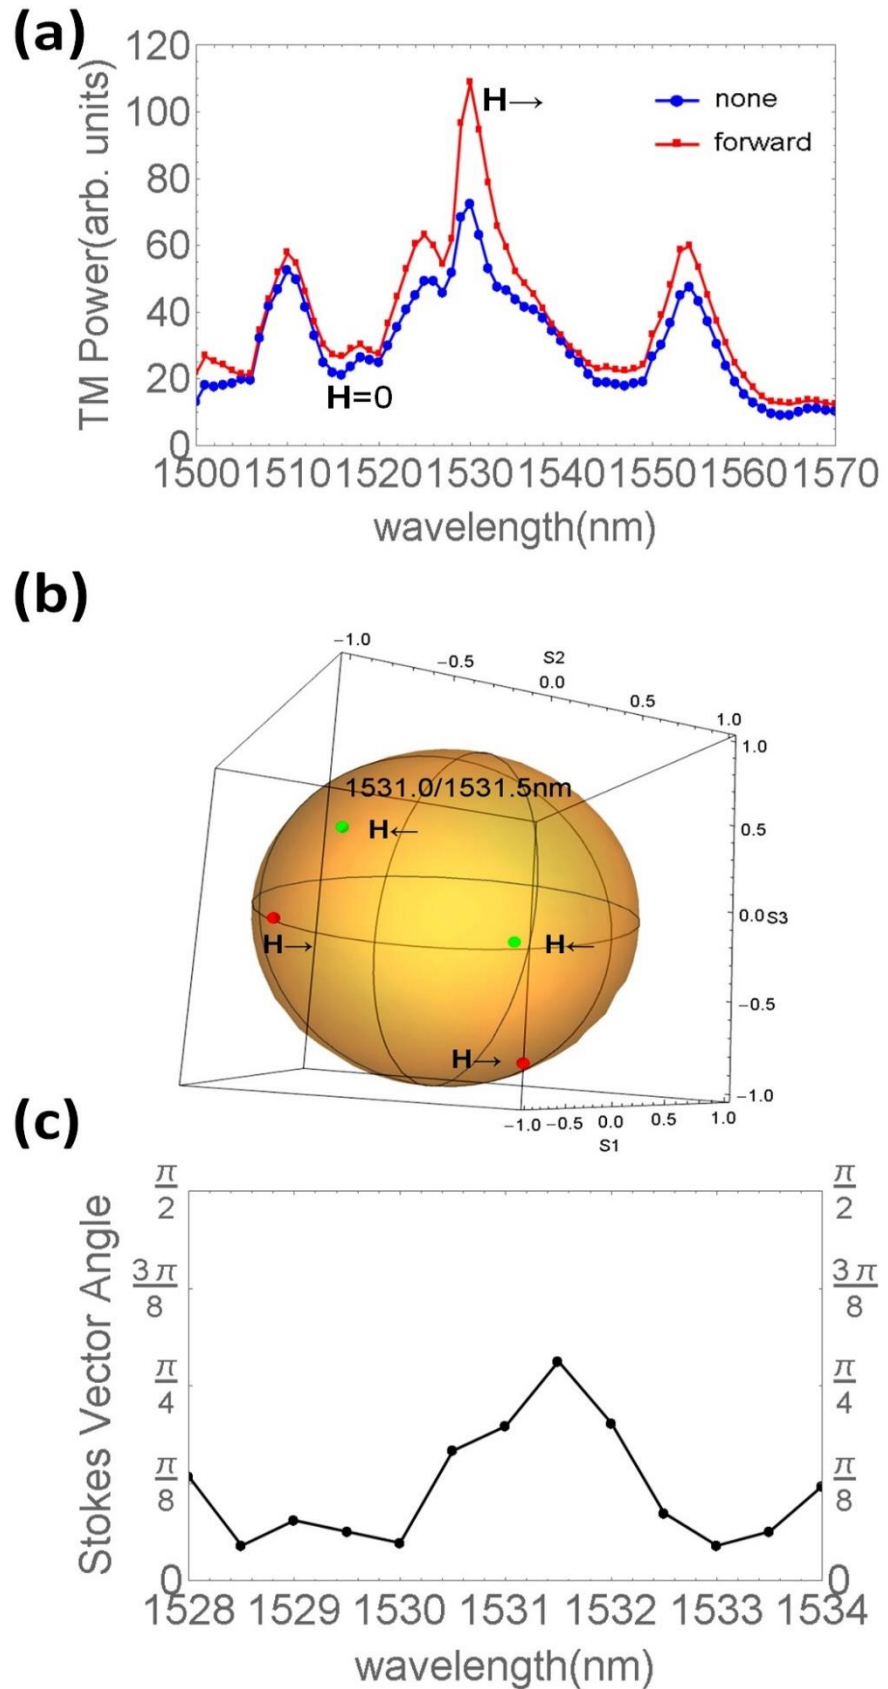 (a)
TM Power(arb. units)
120
100
80
60
40
20
0
H→
none
forward
H=0
1500 1510 1520 1530 1540 1550 1560 1570
wavelength(nm)
(b)
−1.0
−0.5
S2
0.0
0.5
1.0
1.0
0.5
0.0 S3
−0.5
−1.0
1531.0/1531.5nm
H←
H→
H←
H→
−1.0 −0.5 0.0 0.5 1.0
S1
(c)
Stokes Vector Angle
π/2
3π/8
π/4
π/8
0
π/2
3π/8
π/4
π/8
0
1528 1529 1530 1531 1532 1533 1534
wavelength(nm)